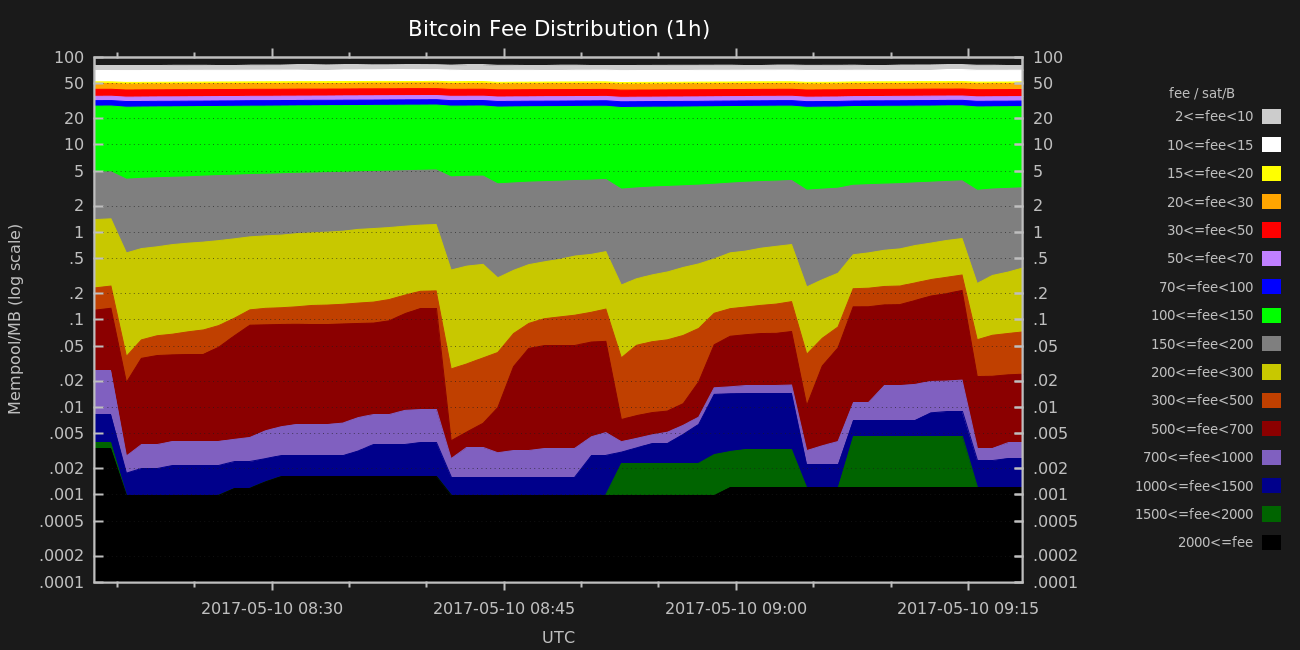 Bitcoin Fee Distribution (1h)
Mempool/MB (log scale)
100
50
20
10
5
2
1
.5
.2
.1
.05
.02
.01
.005
.002
.001
.0005
.0002
.0001
100
50
20
10
5
2
1
.5
.2
.1
.05
.02
.01
.005
.002
.001
.0005
.0002
.0001
2017-05-10 08:30 2017-05-10 08:45 2017-05-10 09:00 2017-05-10 09:15
UTC
fee / sat/B
2<=fee<10
10<=fee<15
15<=fee<20
20<=fee<30
30<=fee<50
50<=fee<70
70<=fee<100
100<=fee<150
150<=fee<200
200<=fee<300
300<=fee<500
500<=fee<700
700<=fee<1000
1000<=fee<1500
1500<=fee<2000
2000<=fee